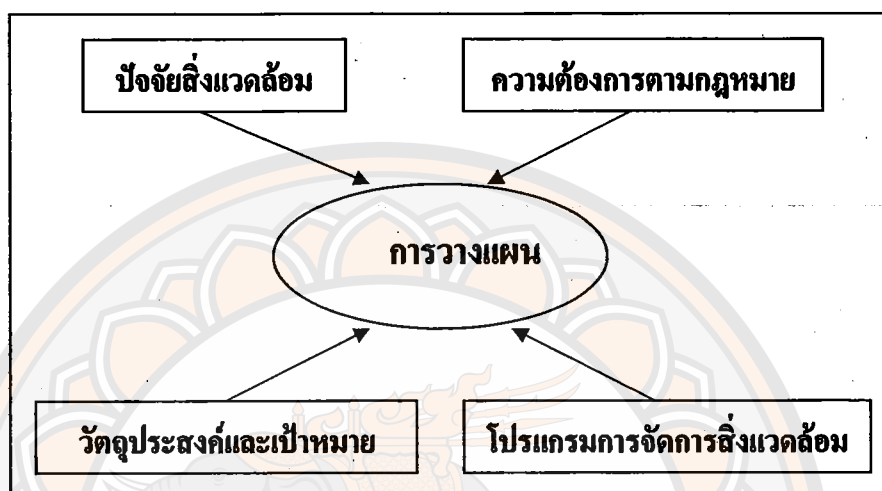 ปัจจัยสิ่งแวดล้อม
ความต้องการตามกฎหมาย
การวางแผน
วัตถุประสงค์และเป้าหมาย
โปรแกรมการจัดการสิ่งแวดล้อม